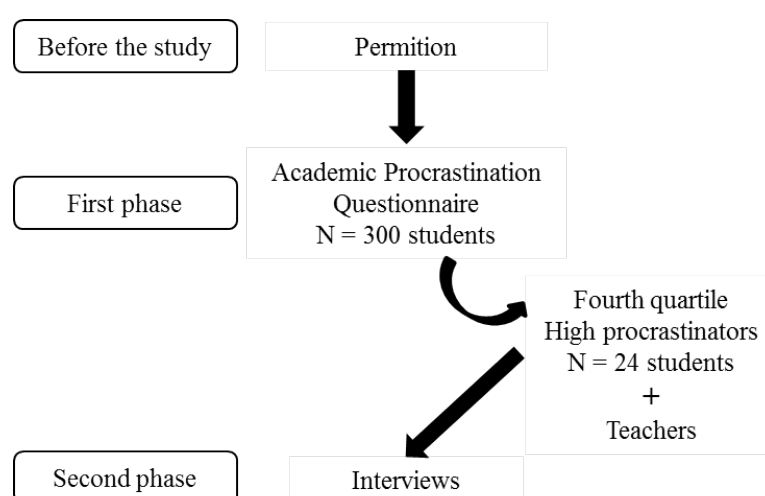 Before the study
Permition
First phase
Academic Procrastination
Questionnaire
N = 300 students
Fourth quartile
High procrastinators
N = 24 students
+
Teachers
Second phase
Interviews